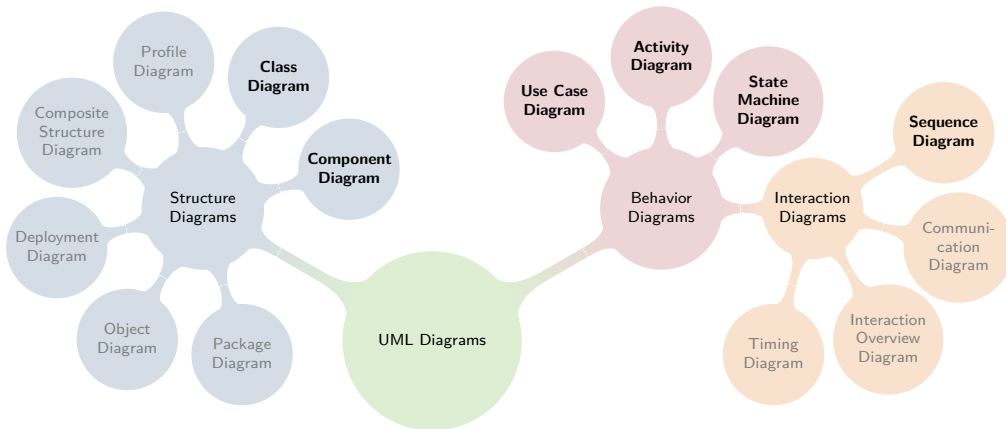 Profile
Diagram
Class
Diagram
Composite
Structure
Diagram
Component
Diagram
Structure
Diagrams
Deployment
Diagram
Object
Diagram
Package
Diagram
UML Diagrams
Use Case
Diagram
Activity
Diagram
State
Machine
Diagram
Behavior
Diagrams
Interaction
Diagrams
Sequence
Diagram
Communi-
cation
Diagram
Interaction
Overview
Diagram
Timing
Diagram